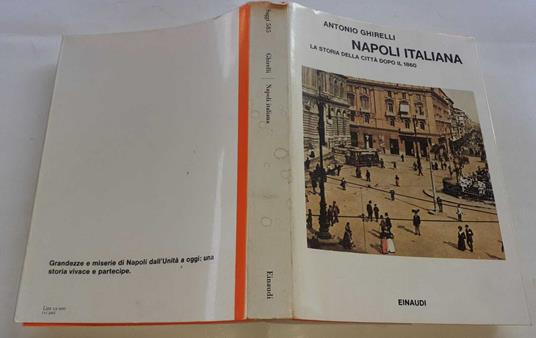 ANTONIO GHIRELLI
NAPOLI ITALIANA
LA STORIA DELLA CITTÀ DOPO IL 1860
EINAUDI
Saggi 585
Ghirelli
Napoli italiana
Einaudi
Grandezze e miserie di Napoli dall'Unità a oggi: una
storia vivace e partecipe.
Lire